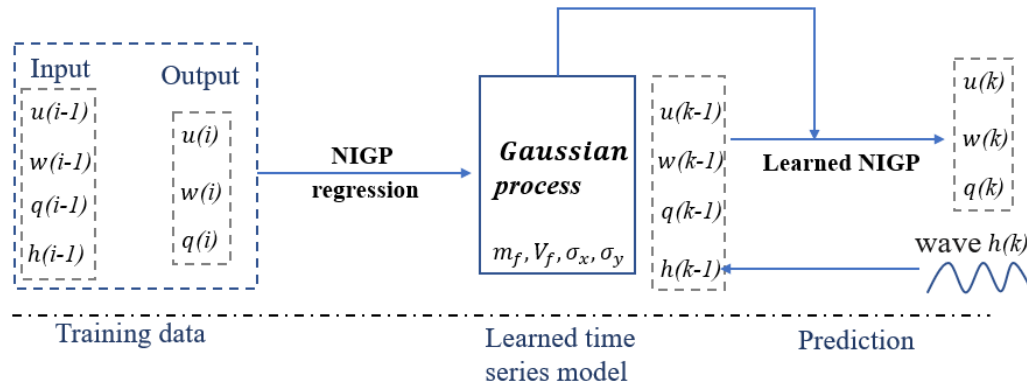 Input
u(i-1)
w(i-1)
q(i-1)
h(i-1)
Output
u(i)
w(i)
q(i)
NIGP
regression
Gaussian
process
m_f, V_f, σ_x, σ_y
u(k-1)
w(k-1)
q(k-1)
h(k-1)
Learned NIGP
u(k)
w(k)
q(k)
wave h(k)
Training data
Learned time
series model
Prediction